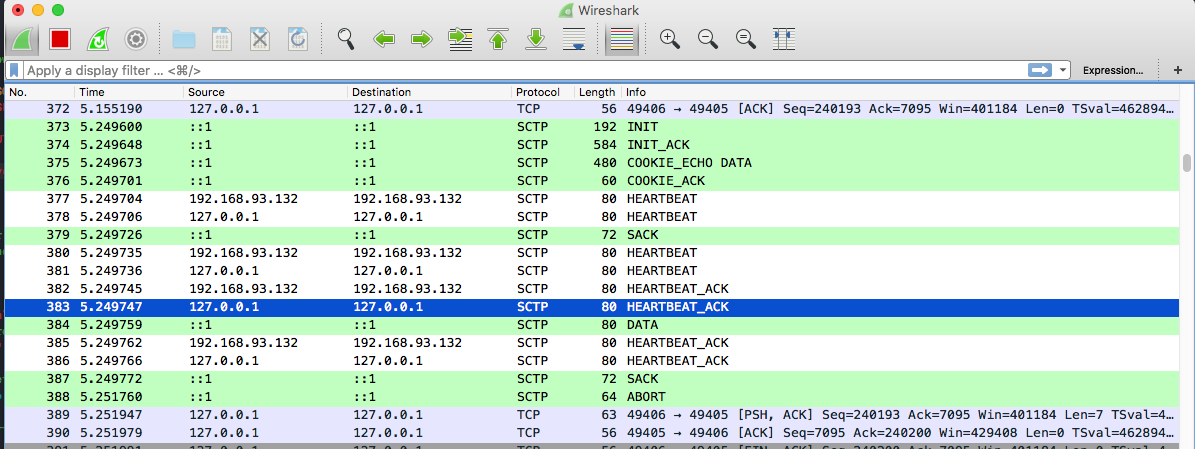 Wireshark
Apply a display filter ... <⌘/>
Expression...
+
No. Time Source Destination Protocol Length Info
372 5.155190 127.0.0.1 127.0.0.1 TCP 56 49406 → 49405 [ACK] Seq=240193 Ack=7095 Win=401184 Len=0 TSval=462894…
373 5.249600 ::1 ::1 SCTP 192 INIT
374 5.249648 ::1 ::1 SCTP 584 INIT_ACK
375 5.249673 ::1 ::1 SCTP 480 COOKIE_ECHO DATA
376 5.249701 ::1 ::1 SCTP 60 COOKIE_ACK
377 5.249704 192.168.93.132 192.168.93.132 SCTP 80 HEARTBEAT
378 5.249706 127.0.0.1 127.0.0.1 SCTP 80 HEARTBEAT
379 5.249726 ::1 ::1 SCTP 72 SACK
380 5.249735 192.168.93.132 192.168.93.132 SCTP 80 HEARTBEAT
381 5.249736 127.0.0.1 127.0.0.1 SCTP 80 HEARTBEAT
382 5.249745 192.168.93.132 192.168.93.132 SCTP 80 HEARTBEAT_ACK
383 5.249747 127.0.0.1 127.0.0.1 SCTP 80 HEARTBEAT_ACK
384 5.249759 ::1 ::1 SCTP 80 DATA
385 5.249762 192.168.93.132 192.168.93.132 SCTP 80 HEARTBEAT_ACK
386 5.249766 127.0.0.1 127.0.0.1 SCTP 80 HEARTBEAT_ACK
387 5.249772 ::1 ::1 SCTP 72 SACK
388 5.251760 ::1 ::1 SCTP 64 ABORT
389 5.251947 127.0.0.1 127.0.0.1 TCP 63 49406 → 49405 [PSH, ACK] Seq=240193 Ack=7095 Win=401184 Len=7 TSval=4…
390 5.251979 127.0.0.1 127.0.0.1 TCP 56 49405 → 49406 [ACK] Seq=7095 Ack=240200 Win=429408 Len=0 TSval=462894…